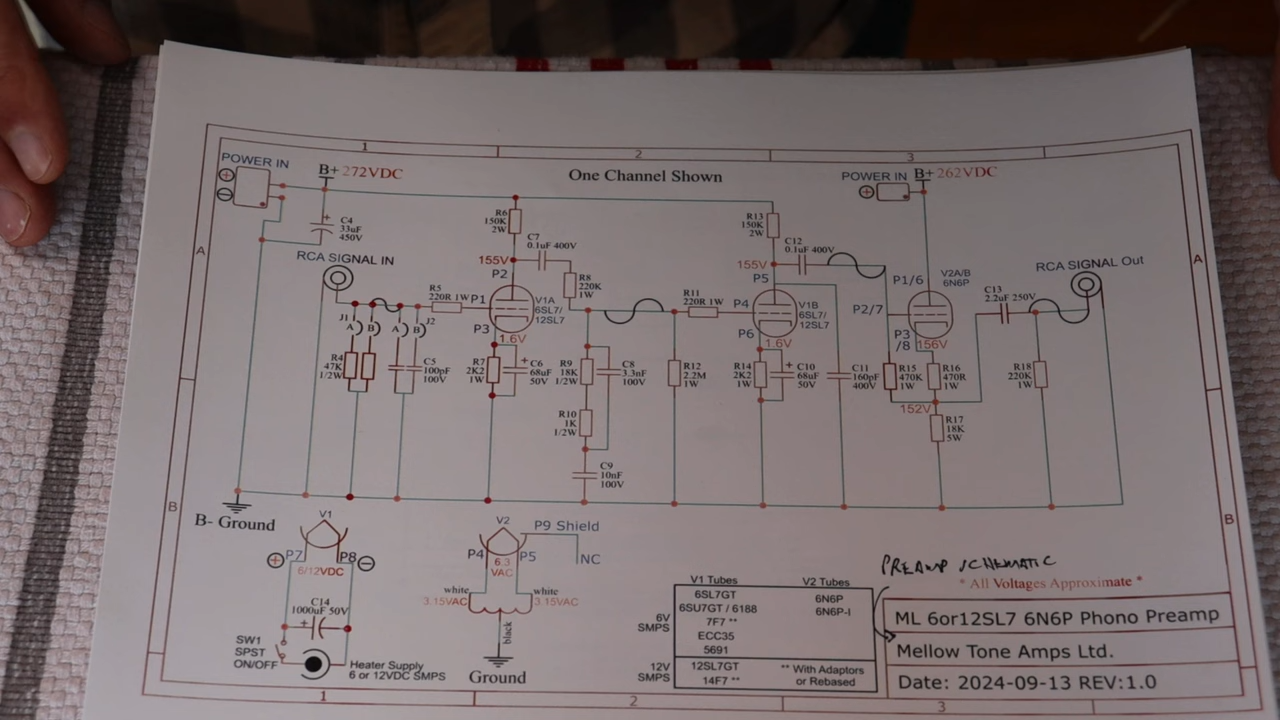 1
2
3
POWER IN
B+ 272VDC
One Channel Shown
POWER IN
B+ 262VDC
A
A
C4
33uF
450V
R6
150K
2W
C7
0.1uF 400V
R13
150K
2W
C12
0.1uF 400V
RCA SIGNAL IN
155V
P2
R8
220K
1W
155V
P5
P1/6
V2A/B
6N6P
RCA SIGNAL Out
R5
220R 1W
P1
V1A
6SL7/
12SL7
P3
1.6V
R11
220R 1W
P4
V1B
6SL7/
12SL7
P6
1.6V
P2/7
P3
/8
156V
C13
2.2uF 250V
J1
A
B
A
B
J2
R4
47K
1/2W
C5
100pF
100V
R7
2K2
1W
C6
68uF
50V
R9
18K
1/2W
C8
3.3nF
100V
R12
2.2M
1W
R14
2K2
1W
C10
68uF
50V
C11
160pF
400V
R15
470K
1W
R16
470R
1W
R18
220K
1W
R10
1K
1/2W
152V
R17
18K
5W
C9
10nF
100V
B
B
B- Ground
V1
P7
P8
6/12VDC
C14
1000uF 50V
SW1
SPST
ON/OFF
Heater Supply
6 or 12VDC SMPS
V2
P9 Shield
NC
P4
P5
6.3
VAC
white
3.15VAC
white
3.15VAC
black
Ground
V1 Tubes
V2 Tubes
6V
SMPS
6SL7GT
6SU7GT / 6188
7F7 **
ECC35
5691
6N6P
6N6P-I
12V
SMPS
12SL7GT
14F7 **
** With Adaptors
or Rebased
PREAMP SCHEMATIC
* All Voltages Approximate *
ML 6or12SL7 6N6P Phono Preamp
Mellow Tone Amps Ltd.
Date: 2024-09-13 REV:1.0
1
2
3